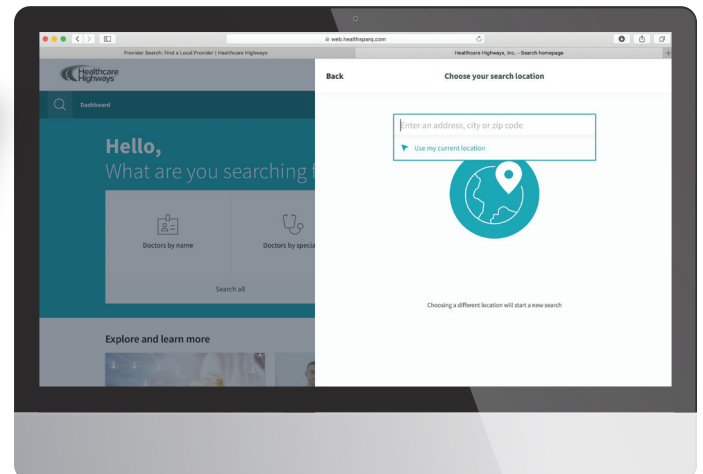 web.healthsparq.com
Provider Search: Find a Local Provider | Healthcare Highways
Healthcare Highways, Inc. - Search homepage
Healthcare
Highways
Dashboard
Hello,
What are you searching f
Doctors by name
Doctors by specia
Search all
Explore and learn more
Back
Choose your search location
Enter an address, city or zip code
Use my current location
Choosing a different location will start a new search